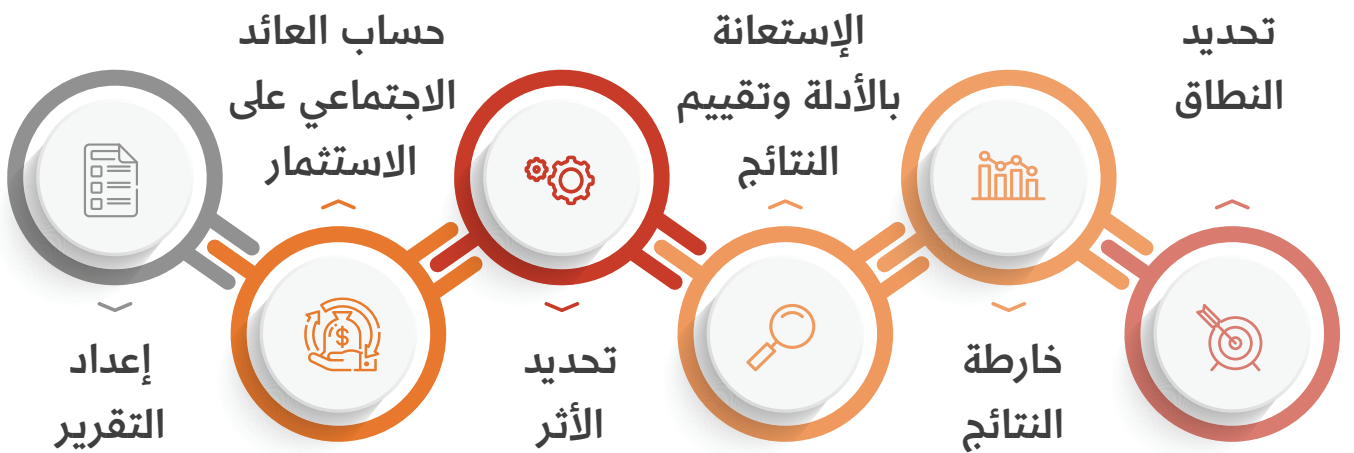 تحديد
النطاق
خارطة
النتائج
الإستعانة
بالأدلة وتقييم
النتائج
تحديد
الأثر
حساب العائد
الاجتماعي على
الاستثمار
إعداد
التقرير
$